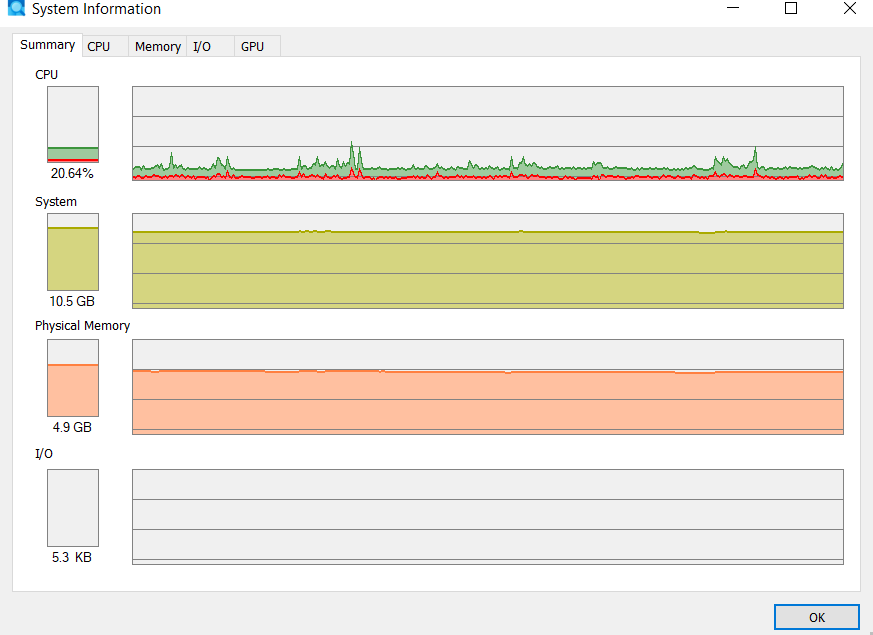 System Information
Summary CPU Memory I/O GPU
CPU
20.64%
System
10.5 GB
Physical Memory
4.9 GB
I/O
5.3 KB
OK